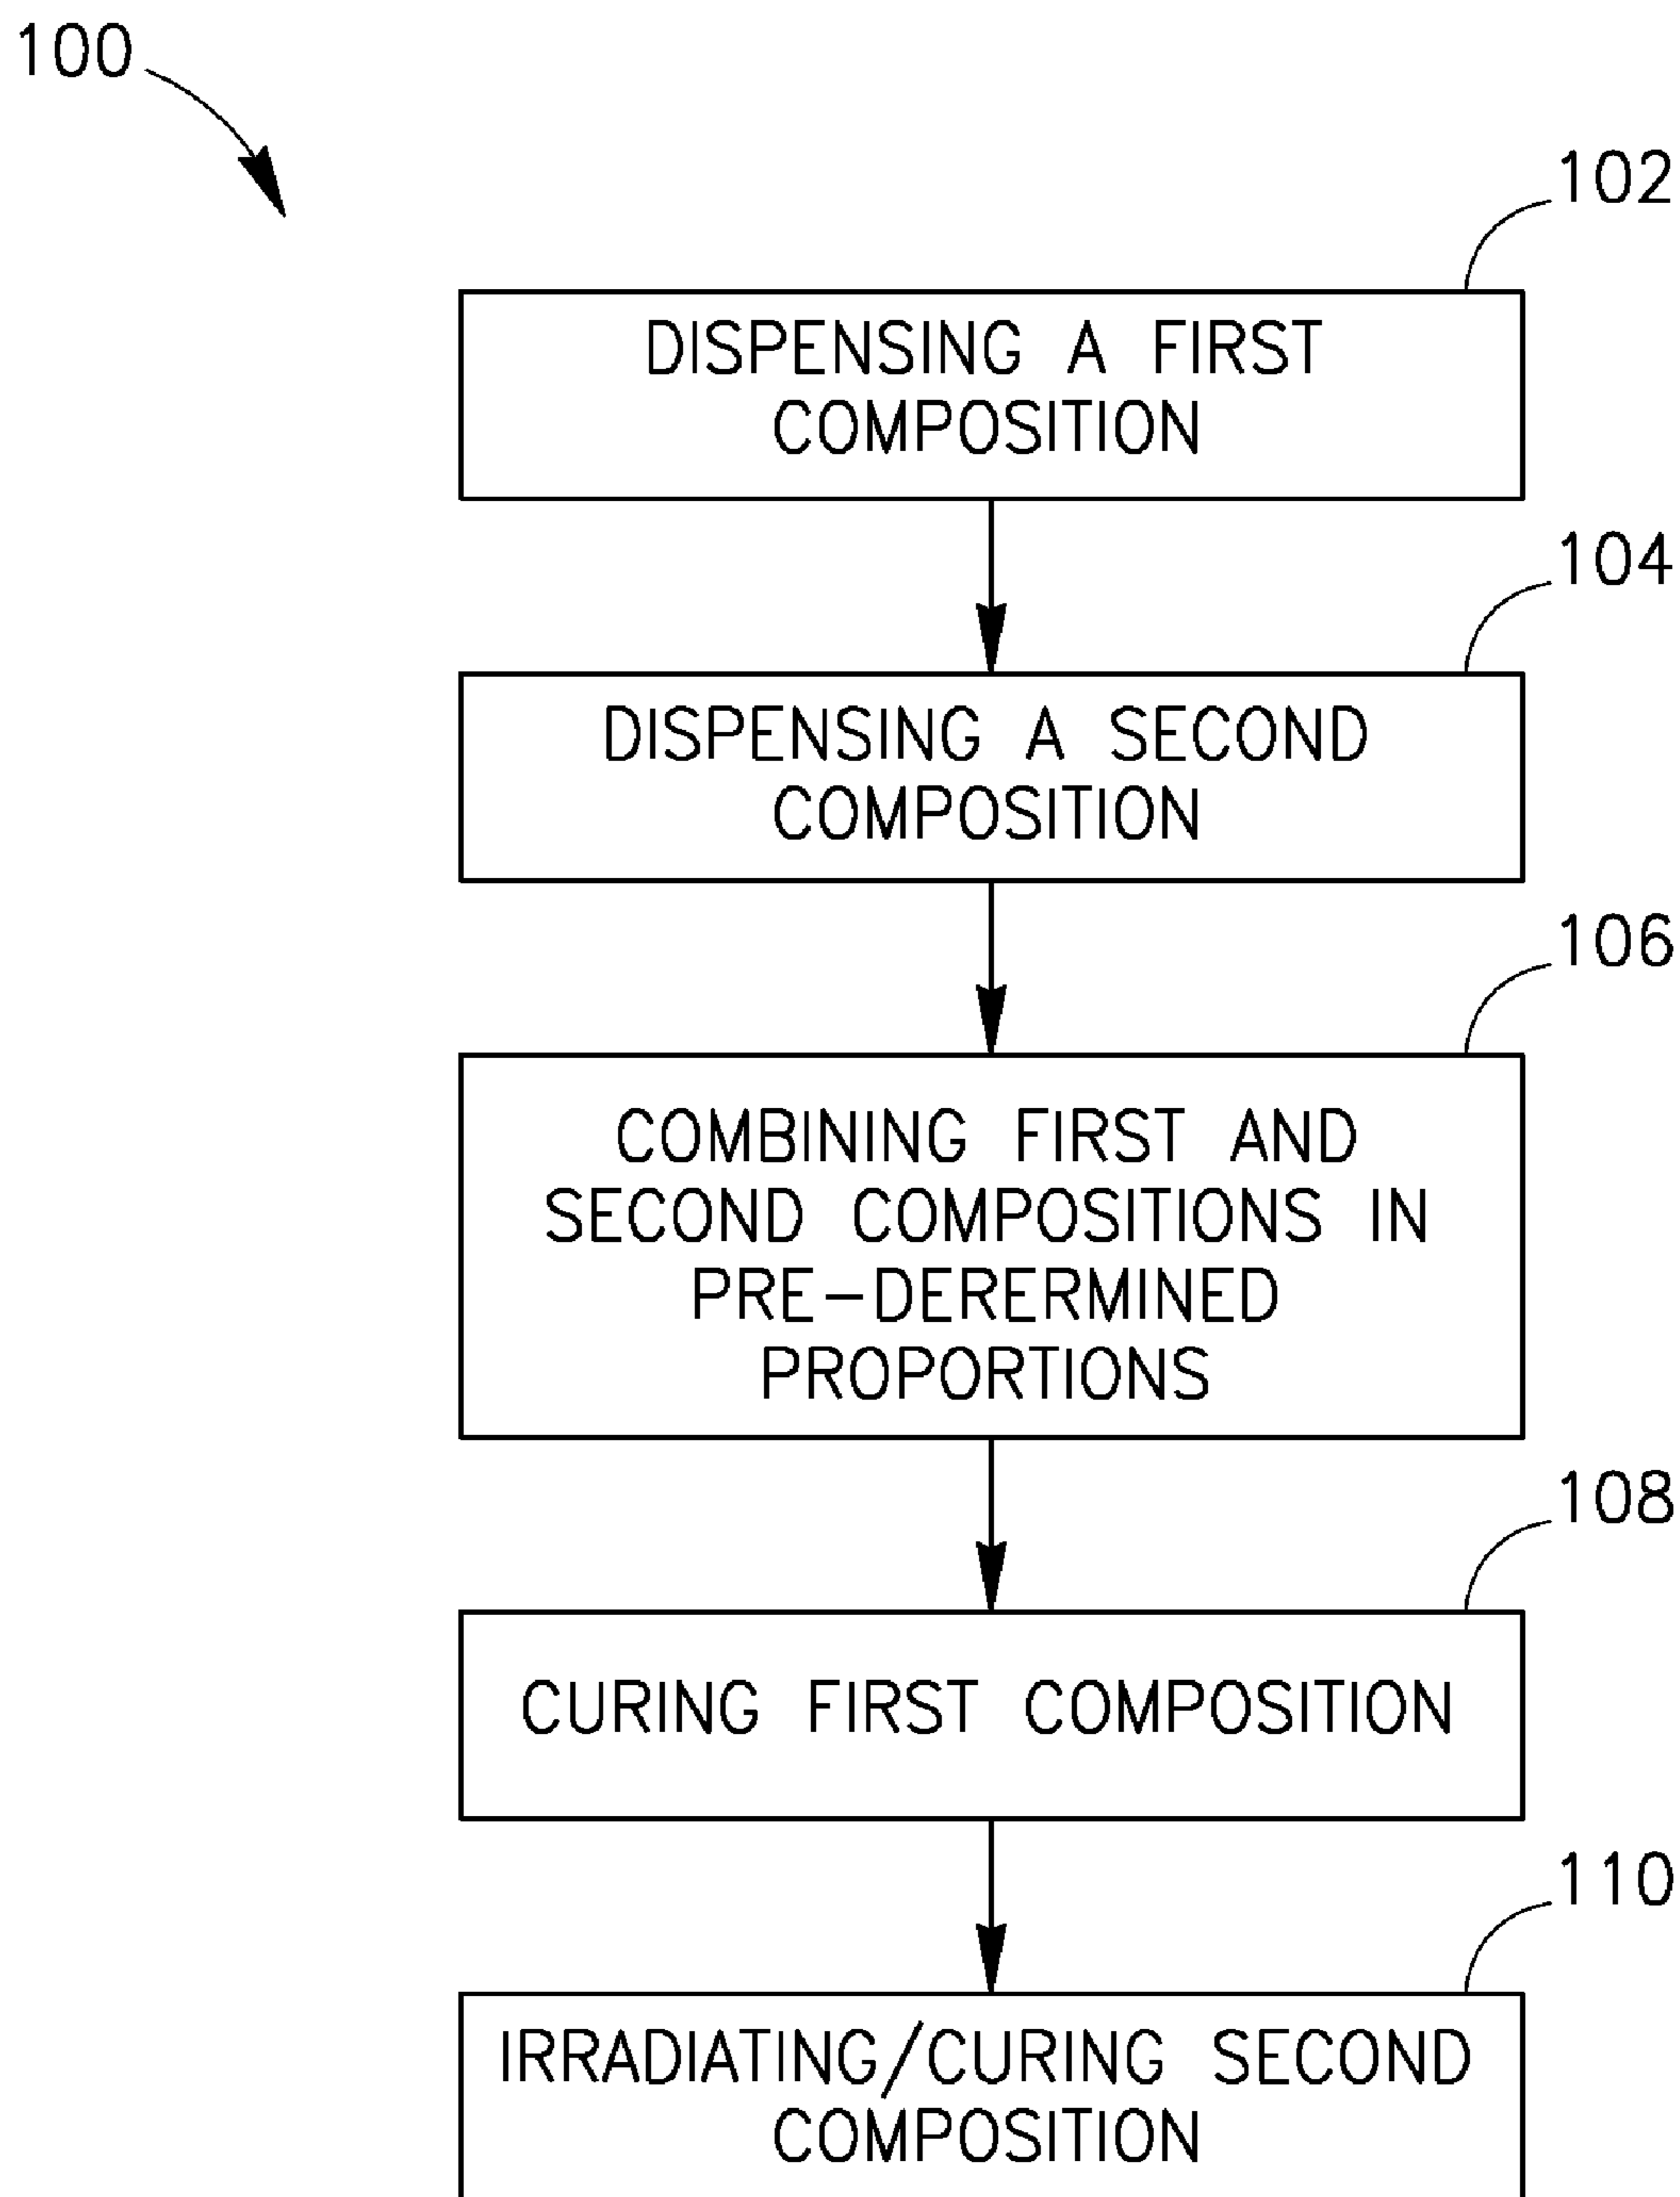 100
102
DISPENSING A FIRST
COMPOSITION
104
DISPENSING A SECOND
COMPOSITION
106
COMBINING FIRST AND
SECOND COMPOSITIONS IN
PRE-DERERMINED
PROPORTIONS
108
CURING FIRST COMPOSITION
110
IRRADIATING/CURING SECOND
COMPOSITION